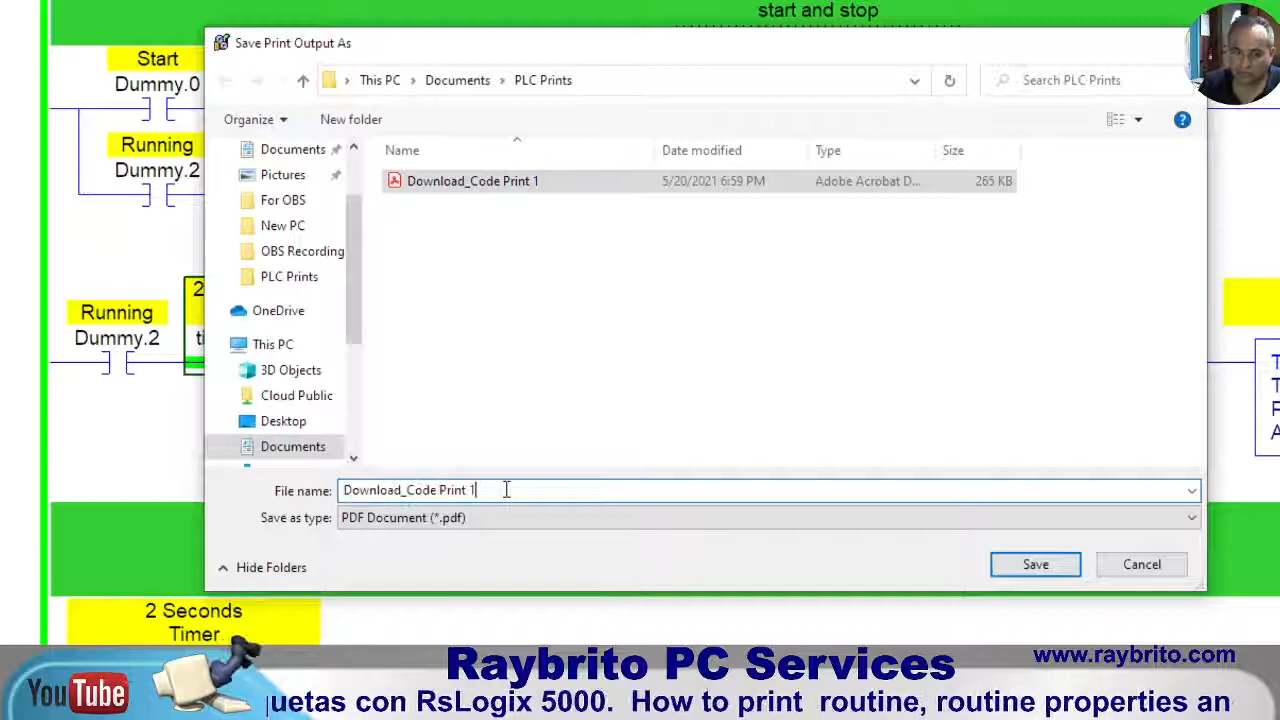 start and stop
Save Print Output As
Start
Dummy.0
This PC
Documents
PLC Prints
Search PLC Prints
Organize
New folder
Running
Dummy.2
Documents
Pictures
For OBS
New PC
OBS Recording
PLC Prints
OneDrive
This PC
3D Objects
Cloud Public
Desktop
Documents
Name
Date modified
Type
Size
Download_Code Print 1
5/20/2021 6:59 PM
Adobe Acrobat D...
265 KB
Running
Dummy.2
2
File name:
Download_Code Print 1
Save as type:
PDF Document (*.pdf)
Hide Folders
Save
Cancel
2 Seconds
Timer
Raybrito PC Services
www.raybrito.com
YouTube
uetas con RsLogix 5000. How to print routine, routine properties an